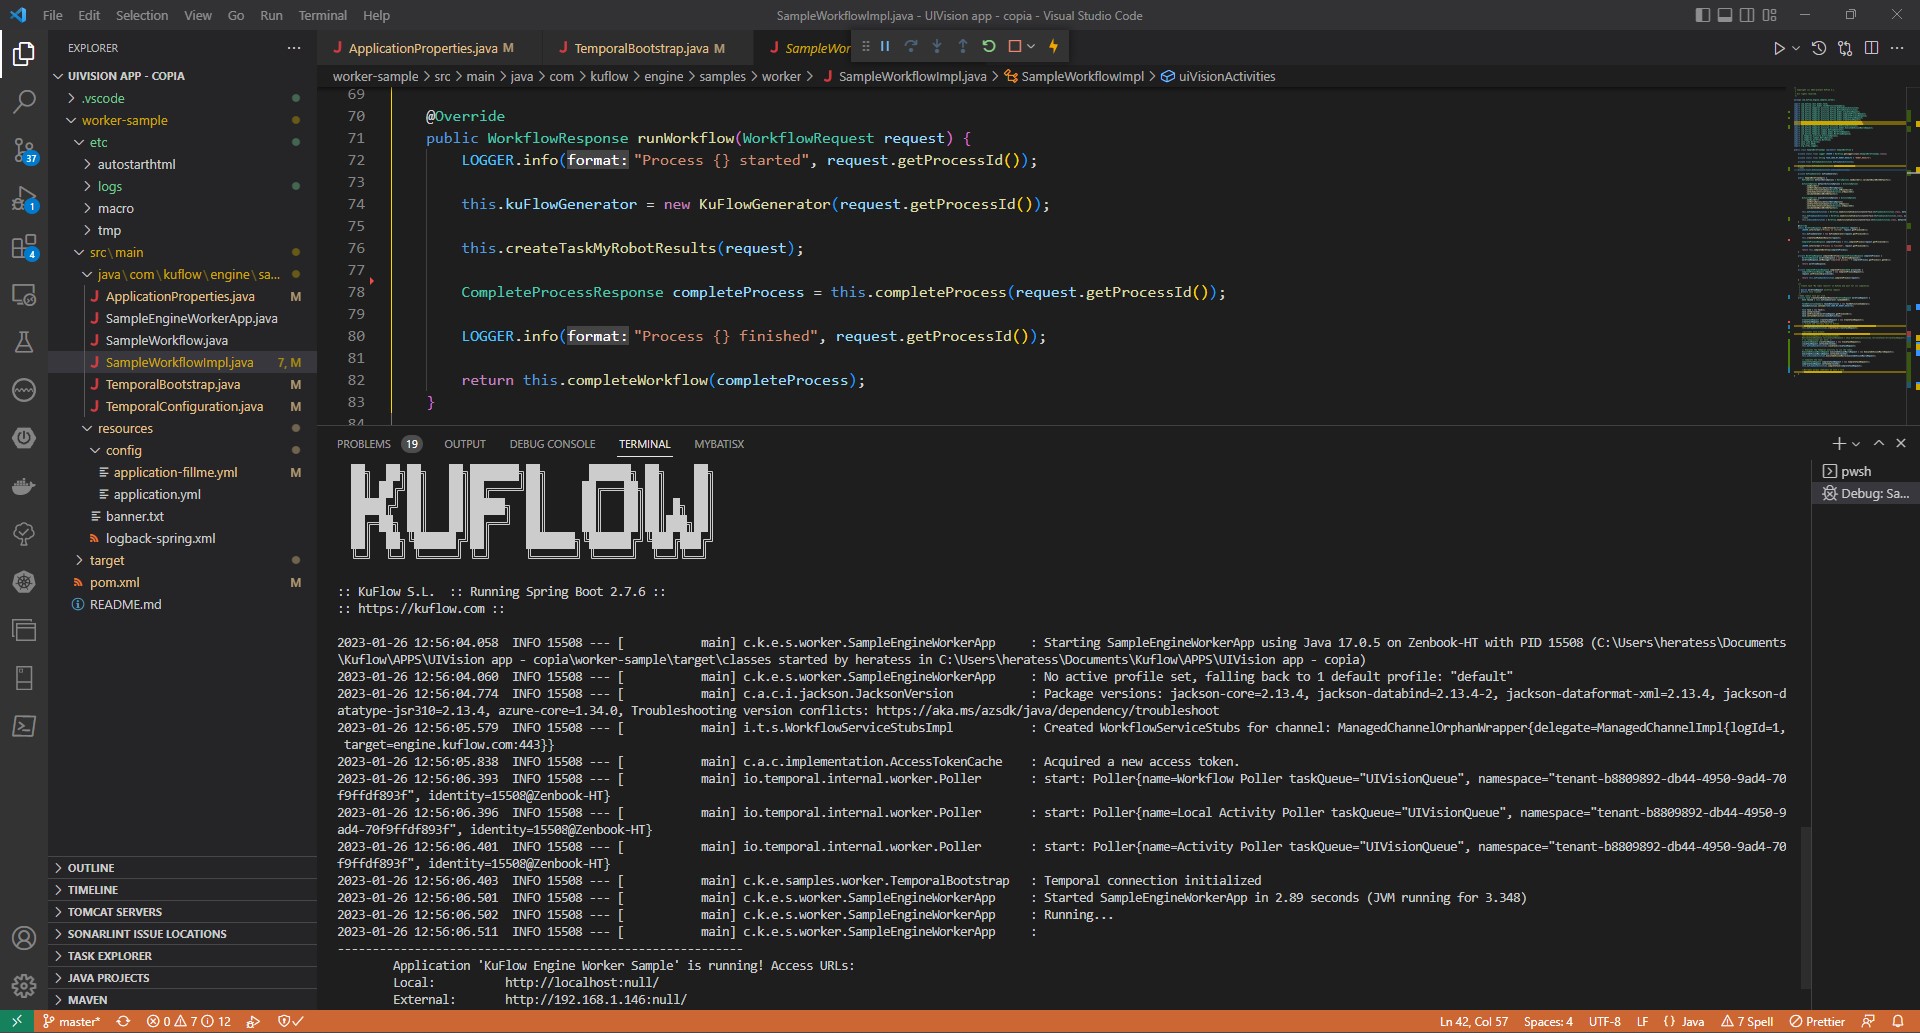 File Edit Selection View Go Run Terminal Help
SampleWorkflowImpl.java - UIVision app - copia - Visual Studio Code
EXPLORER
UIVISION APP - COPIA
.vscode
worker-sample
etc
autostarthtml
logs
macro
tmp
src\main
java\com\kuflow\engine\sa...
ApplicationProperties.java M
SampleEngineWorkerApp.java
SampleWorkflow.java
SampleWorkflowImpl.java 7, M
TemporalBootstrap.java M
TemporalConfiguration.java M
resources
config
application-fillme.yml M
application.yml
banner.txt
logback-spring.xml
target
pom.xml M
README.md
OUTLINE
TIMELINE
TOMCAT SERVERS
SONARLINT ISSUE LOCATIONS
TASK EXPLORER
JAVA PROJECTS
MAVEN
37
1
4
ApplicationProperties.java M TemporalBootstrap.java M SampleWor
worker-sample > src > main > java > com > kuflow > engine > samples > worker > SampleWorkflowImpl.java > SampleWorkflowImpl > uiVisionActivities
69
70 @Override
71 public WorkflowResponse runWorkflow(WorkflowRequest request) {
72 LOGGER.info(format: "Process {} started", request.getProcessId());
73
74 this.kuFlowGenerator = new KuFlowGenerator(request.getProcessId());
75
76 this.createTaskMyRobotResults(request);
77
78 CompleteProcessResponse completeProcess = this.completeProcess(request.getProcessId());
79
80 LOGGER.info(format: "Process {} finished", request.getProcessId());
81
82 return this.completeWorkflow(completeProcess);
83 }
84
PROBLEMS 19 OUTPUT DEBUG CONSOLE TERMINAL MYBATISX
pwsh
Debug: Sa...
KUFLOW
:: KuFlow S.L. :: Running Spring Boot 2.7.6 ::
:: https://kuflow.com ::
2023-01-26 12:56:04.058 INFO 15508 --- [ main] c.k.e.s.worker.SampleEngineWorkerApp : Starting SampleEngineWorkerApp using Java 17.0.5 on Zenbook-HT with PID 15508 (C:\Users\heratess\Documents
\Kuflow\APPS\UIVision app - copia\worker-sample\target\classes started by heratess in C:\Users\heratess\Documents\Kuflow\APPS\UIVision app - copia)
2023-01-26 12:56:04.060 INFO 15508 --- [ main] c.k.e.s.worker.SampleEngineWorkerApp : No active profile set, falling back to 1 default profile: "default"
2023-01-26 12:56:04.774 INFO 15508 --- [ main] c.a.c.i.jackson.JacksonVersion : Package versions: jackson-core=2.13.4, jackson-databind=2.13.4-2, jackson-dataformat-xml=2.13.4, jackson-d
atatype-jsr310=2.13.4, azure-core=1.34.0, Troubleshooting version conflicts: https://aka.ms/azsdk/java/dependency/troubleshoot
2023-01-26 12:56:05.579 INFO 15508 --- [ main] i.t.s.WorkflowServiceStubsImpl : Created WorkflowServiceStubs for channel: ManagedChannelOrphanWrapper{delegate=ManagedChannelImpl{logId=1,
target=engine.kuflow.com:443}}
2023-01-26 12:56:05.838 INFO 15508 --- [ main] c.a.c.implementation.AccessTokenCache : Acquired a new access token.
2023-01-26 12:56:06.393 INFO 15508 --- [ main] io.temporal.internal.worker.Poller : start: Poller{name=Workflow Poller taskQueue="UIVisionQueue", namespace="tenant-b8809892-db44-4950-9ad4-70
f9ffdf893f", identity=15508@Zenbook-HT}
2023-01-26 12:56:06.396 INFO 15508 --- [ main] io.temporal.internal.worker.Poller : start: Poller{name=Local Activity Poller taskQueue="UIVisionQueue", namespace="tenant-b8809892-db44-4950-9
ad4-70f9ffdf893f", identity=15508@Zenbook-HT}
2023-01-26 12:56:06.401 INFO 15508 --- [ main] io.temporal.internal.worker.Poller : start: Poller{name=Activity Poller taskQueue="UIVisionQueue", namespace="tenant-b8809892-db44-4950-9ad4-70
f9ffdf893f", identity=15508@Zenbook-HT}
2023-01-26 12:56:06.403 INFO 15508 --- [ main] c.k.e.samples.worker.TemporalBootstrap : Temporal connection initialized
2023-01-26 12:56:06.501 INFO 15508 --- [ main] c.k.e.s.worker.SampleEngineWorkerApp : Started SampleEngineWorkerApp in 2.89 seconds (JVM running for 3.348)
2023-01-26 12:56:06.502 INFO 15508 --- [ main] c.k.e.s.worker.SampleEngineWorkerApp : Running...
2023-01-26 12:56:06.511 INFO 15508 --- [ main] c.k.e.s.worker.SampleEngineWorkerApp :
----------------------------------------------------------
Application 'KuFlow Engine Worker Sample' is running! Access URLs:
Local: http://localhost:null/
External: http://192.168.1.146:null/
master* 0 7 12 Ln 42, Col 57 Spaces: 4 UTF-8 LF {} Java 7 Spell Prettier